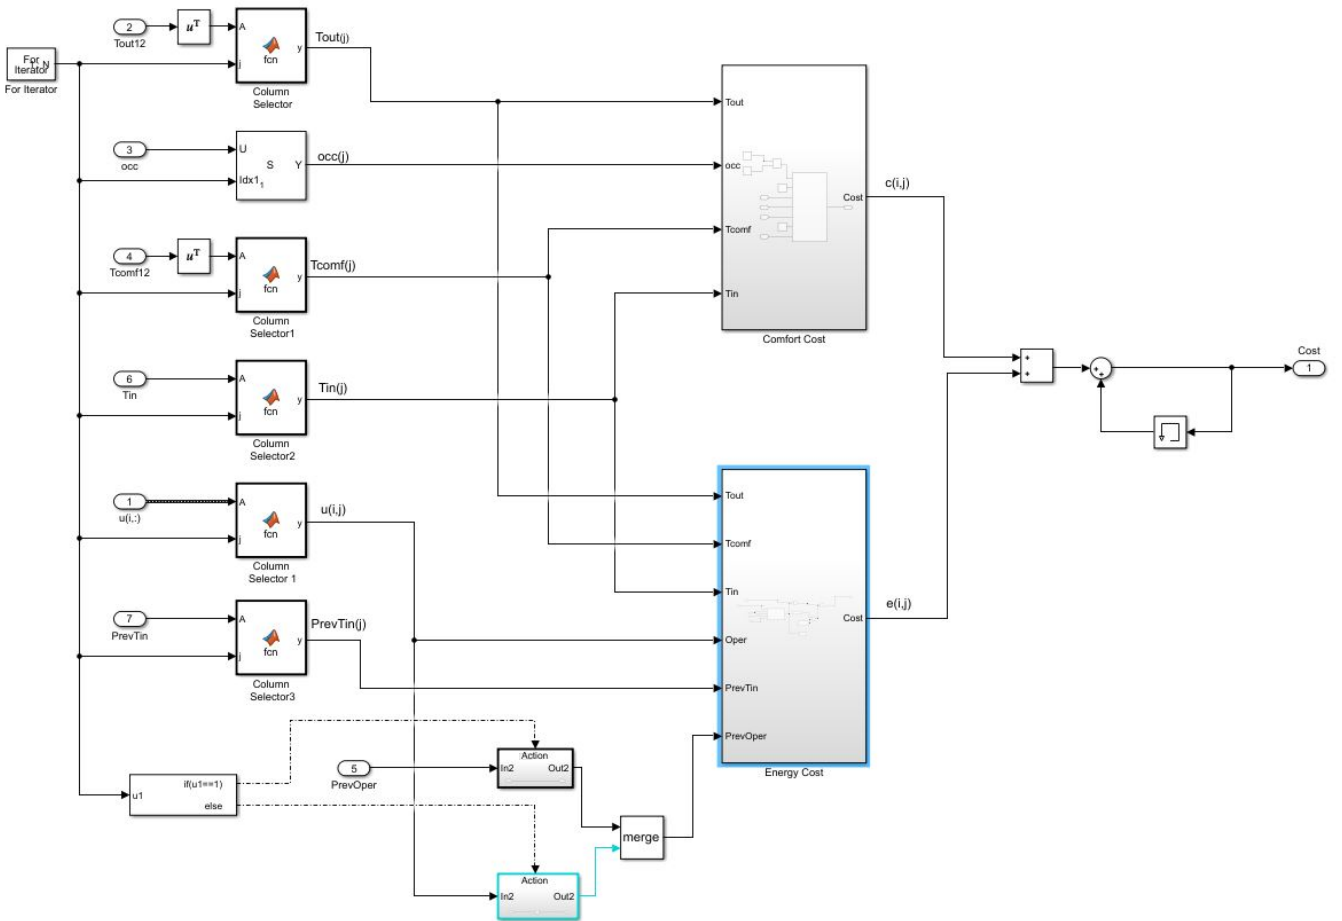 2
Tout12
u^T
A
j
fcn
y
Column
Selector
Tout(j)
For
Iterator
1 : N
For Iterator
3
occ
U
Idx1
1
S
Y
occ(j)
4
Tcomf12
u^T
A
j
fcn
y
Column
Selector1
Tcomf(j)
6
Tin
A
j
fcn
y
Column
Selector2
Tin(j)
1
u(i,:)
A
j
fcn
y
Column
Selector 1
u(i,j)
7
PrevTin
A
j
fcn
y
Column
Selector3
PrevTin(j)
u1
if(u1==1)
else
5
PrevOper
Action
In2
Out2
Action
In2
Out2
merge
Tout
occ
Tcomf
Tin
Cost
Comfort Cost
c(i,j)
Tout
Tcomf
Tin
Oper
PrevTin
PrevOper
Cost
Energy Cost
e(i,j)
+
+
+
+
Cost
1